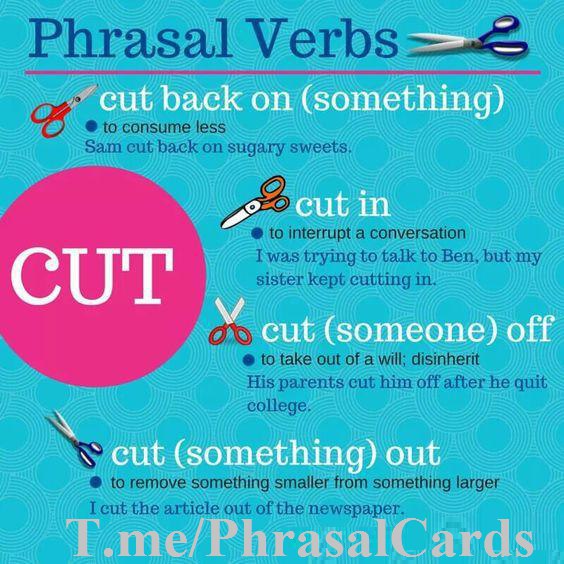 Phrasal Verbs
cut back on (something)
to consume less
Sam cut back on sugary sweets.
cut in
to interrupt a conversation
I was trying to talk to Ben, but my
sister kept cutting in.
CUT
cut (someone) off
to take out of a will; disinherit
His parents cut him off after he quit
college.
cut (something) out
to remove something smaller from something larger
I cut the article out of the newspaper.
T.me/PhrasalCards